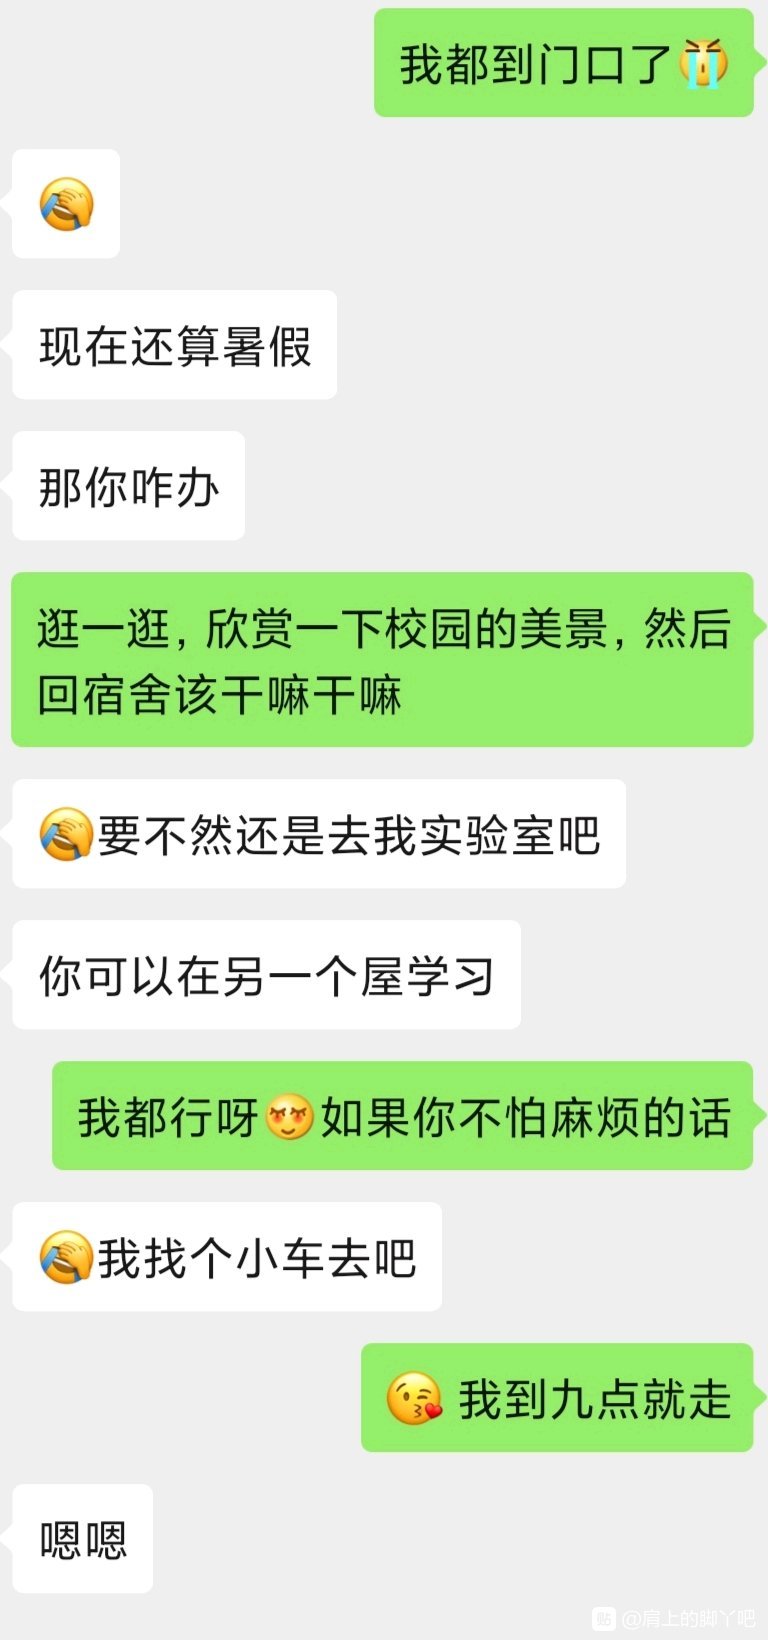 我都到门口了😭
🤦
现在还算暑假
那你咋办
逛一逛，欣赏一下校园的美景，然后
回宿舍该干嘛干嘛
🤦要不然还是去我实验室吧
你可以在另一个屋学习
我都行呀😊如果你不怕麻烦的话
🤦我找个小车去吧
😘 我到九点就走
嗯嗯
贴 @肩上的脚丫吧